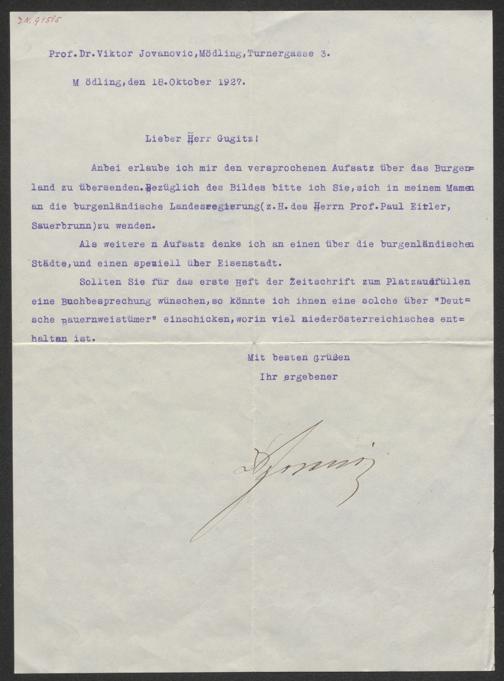 J.N. 91515
Prof.Dr.Viktor Jovanovic,Mödling,Turnergasse 3.
M ödling,den 18.Oktober 1927.
Lieber Herr Gugitz!
Anbei erlaube ich mir den versprochenen Aufsatz über das Burgen=
land zu übersenden.Bezüglich des Bildes bitte ich Sie,sich in meinem Namen
an die burgenländische Landesregierung(z.H.des Herrn Prof.Paul Eitler,
Sauerbrunn)zu wenden.
Als weitere n Aufsatz denke ich an einen über die burgenländischen
Städte,und einen speziell über Eisenstadt.
Sollten Sie für das erste Heft der Zeitschrift zum Platzausfüllen
eine Buchbesprechung wünschen,so könnte ich ihnen eine solche über "Deut=
sche Bauernweistümer" einschicken,worin viel niederösterreichisches ent=
halten ist.
Mit besten Grüßen
Ihr ergebener